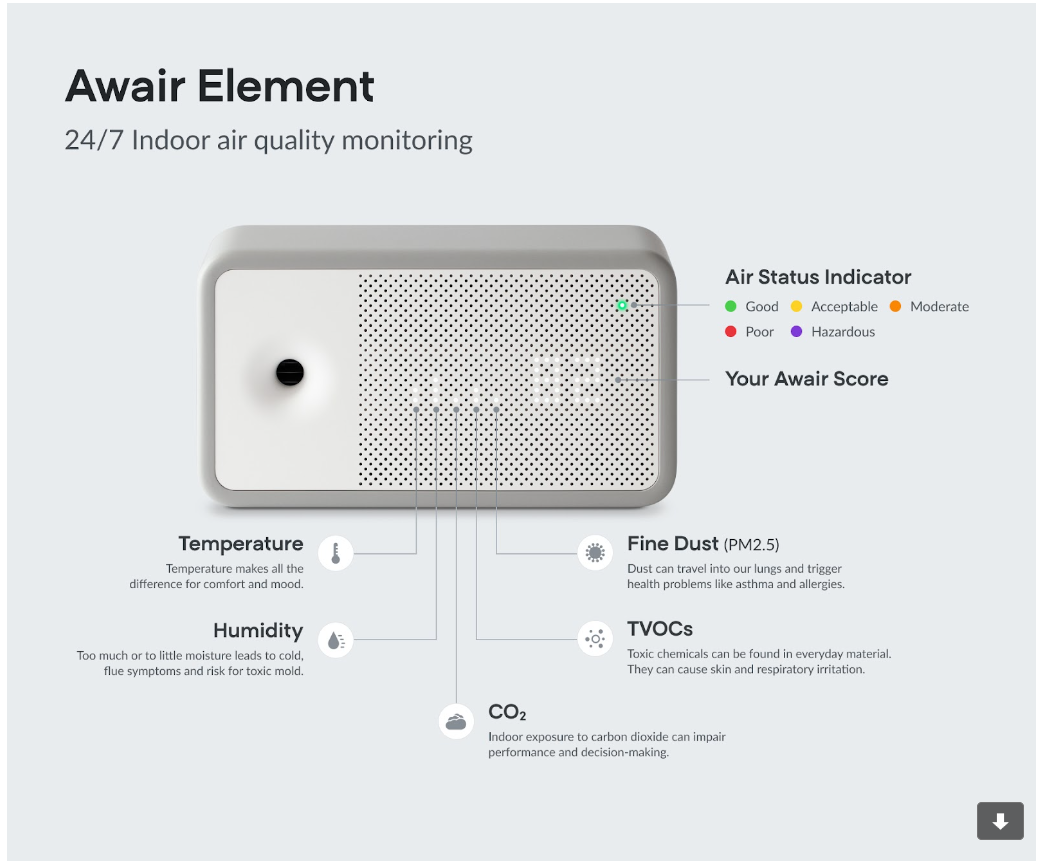 Awair Element
24/7 Indoor air quality monitoring
Air Status Indicator
Good Acceptable Moderate
Poor Hazardous
Your Awair Score
Temperature
Temperature makes all the
difference for comfort and mood.
Fine Dust (PM2.5)
Dust can travel into our lungs and trigger
health problems like asthma and allergies.
Humidity
Too much or to little moisture leads to cold,
flue symptoms and risk for toxic mold.
TVOCs
Toxic chemicals can be found in everyday material.
They can cause skin and respiratory irritation.
CO₂
Indoor exposure to carbon dioxide can impair
performance and decision-making.